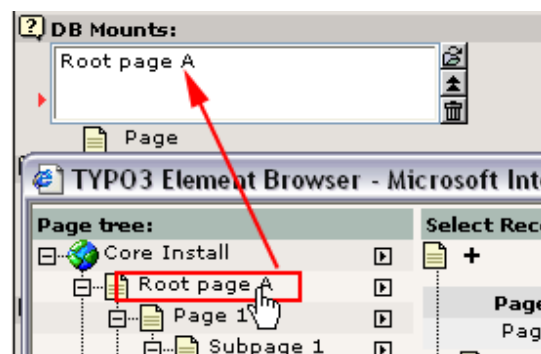 DB Mounts:
Root page A
Page
TYPO3 Element Browser - Microsoft Int
Page tree:
Select Reco
Core Install
Root page A
Page 1
Page
Pag
Subpage 1